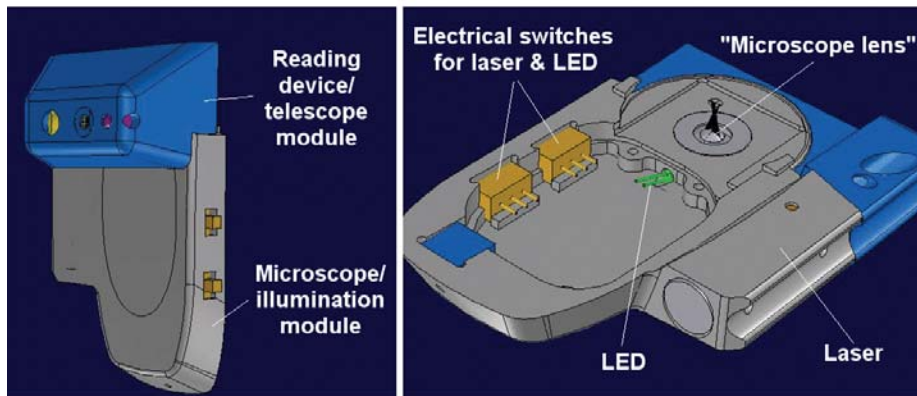 Reading
device/
telescope
module
Microscope/
illumination
module
Electrical switches
for laser & LED
"Microscope lens"
LED
Laser